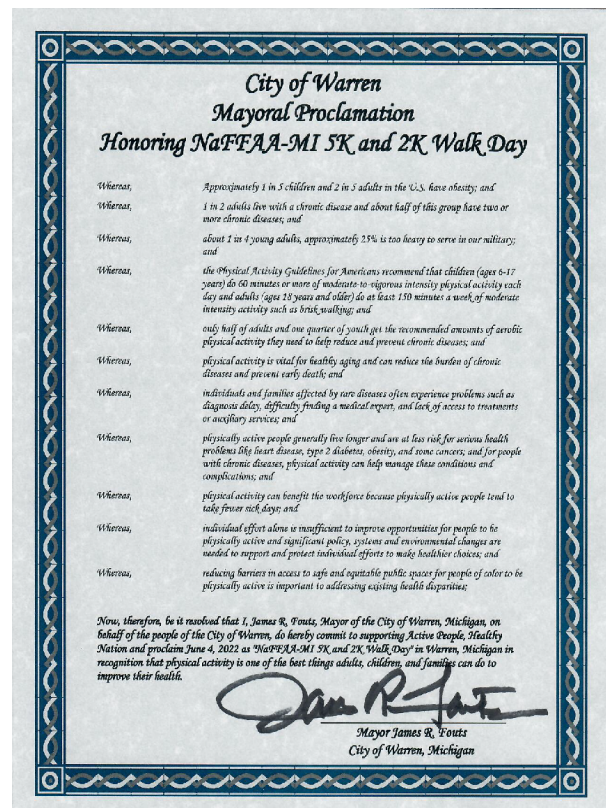 City of Warren
Mayoral Proclamation
Honoring NaFFAA-MI 5K and 2K Walk Day
Whereas, Approximately 1 in 5 children and 2 in 5 adults in the U.S. have obesity; and
Whereas, 1 in 2 adults live with a chronic disease and about half of this group have two or
more chronic diseases; and
Whereas, about 1 in 4 young adults, approximately 25% is too heavy to serve in our military;
and
Whereas, the Physical Activity Guidelines for Americans recommend that children (ages 6-17
years) do 60 minutes or more of moderate-to-vigorous intensity physical activity each
day and adults (ages 18 years and older) do at least 150 minutes a week of moderate
intensity activity such as brisk walking; and
Whereas, only half of adults and one quarter of youth get the recommended amounts of aerobic
physical activity they need to help reduce and prevent chronic diseases; and
Whereas, physical activity is vital for healthy aging and can reduce the burden of chronic
diseases and prevent early death; and
Whereas, individuals and families affected by rare diseases often experience problems such as
diagnosis delay, difficulty finding a medical expert, and lack of access to treatments
or auxiliary services; and
Whereas, physically active people generally live longer and are at less risk for serious health
problems like heart disease, type 2 diabetes, obesity, and some cancers; and for people
with chronic diseases, physical activity can help manage these conditions and
complications; and
Whereas, physical activity can benefit the workforce because physically active people tend to
take fewer sick days; and
Whereas, individual effort alone is insufficient to improve opportunities for people to be
physically active and significant policy, systems and environmental changes are
needed to support and protect individual efforts to make healthier choices; and
Whereas, reducing barriers in access to safe and equitable public spaces for people of color to be
physically active is important to addressing existing health disparities;
Now, therefore, be it resolved that I, James R. Fouts, Mayor of the City of Warren, Michigan, on
behalf of the people of the City of Warren, do hereby commit to supporting Active People, Healthy
Nation and proclaim June 4, 2022 as "NaFFAA-MI 5K and 2K Walk Day" in Warren, Michigan in
recognition that physical activity is one of the best things adults, children, and families can do to
improve their health.
James R. Fouts
Mayor James R. Fouts
City of Warren, Michigan